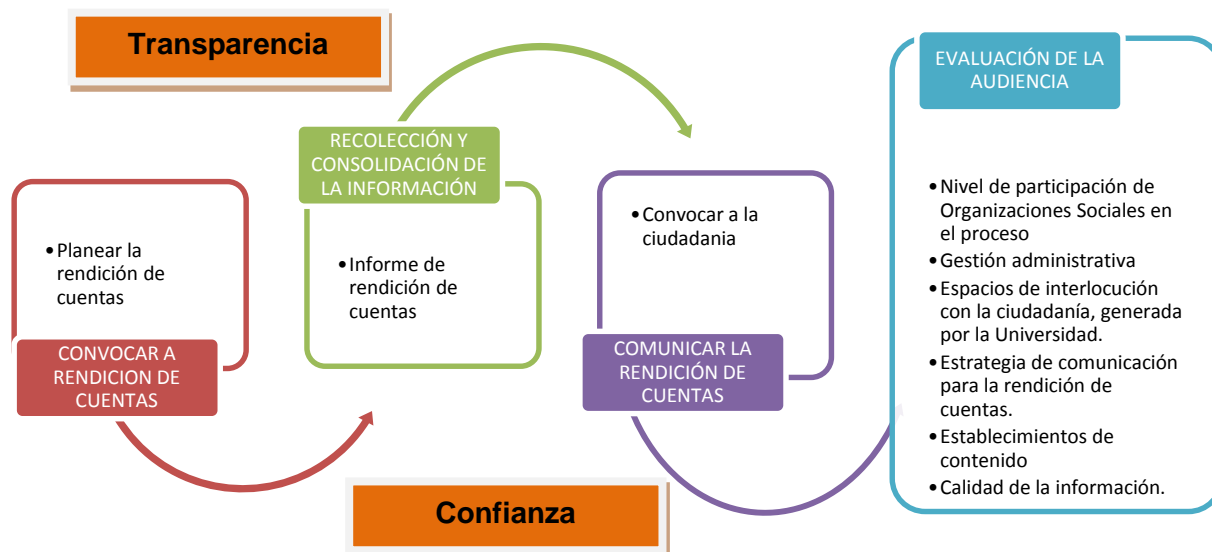 Transparencia
• Planear la
rendición de
cuentas
CONVOCAR A
RENDICION DE
CUENTAS
RECOLECCIÓN Y
CONSOLIDACIÓN DE
LA INFORMACIÓN
• Informe de
rendición de
cuentas
• Convocar a la
ciudadania
COMUNICAR LA
RENDICIÓN DE
CUENTAS
EVALUACIÓN DE LA
AUDIENCIA
• Nivel de participación de
Organizaciones Sociales en
el proceso
• Gestión administrativa
• Espacios de interlocución
con la ciudadanía, generada
por la Universidad.
• Estrategia de comunicación
para la rendición de
cuentas.
• Establecimientos de
contenido
• Calidad de la información.
Confianza